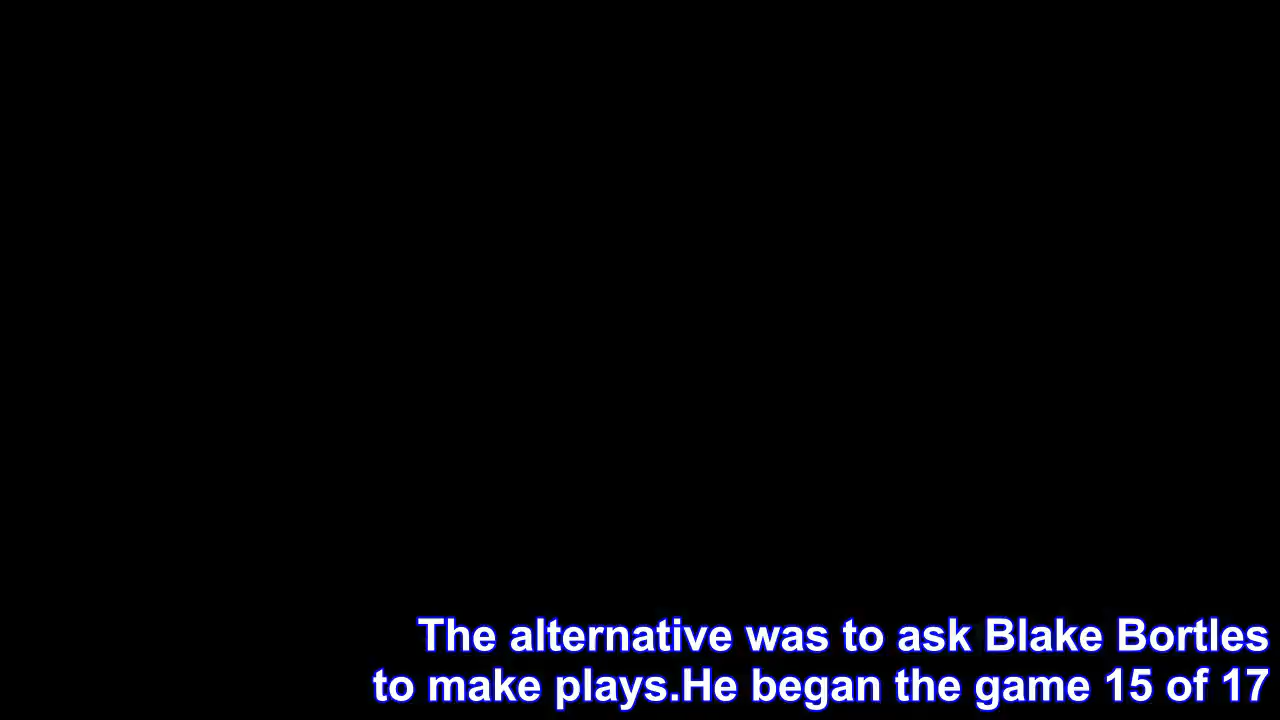 The alternative was to ask Blake Bortles
to make plays.He began the game 15 of 17